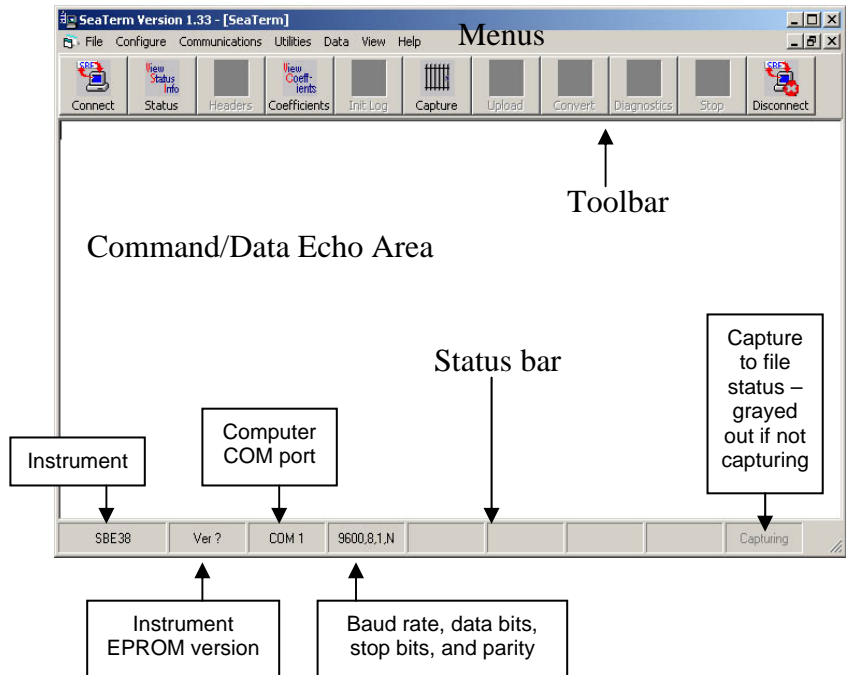 SeaTerm Version 1.33 - [SeaTerm]
File Configure Communications Utilities Data View Help
Menus
SBE
View Status Info
View Coeff-icients
SBE
Connect Status Headers Coefficients Init Log Capture Upload Convert Diagnostics Stop Disconnect
Toolbar
Command/Data Echo Area
Status bar
Capture
to file
status –
grayed
out if not
capturing
Computer
COM port
Instrument
SBE38 Ver ? COM 1 9600,8,1,N Capturing
Instrument
EPROM version
Baud rate, data bits,
stop bits, and parity